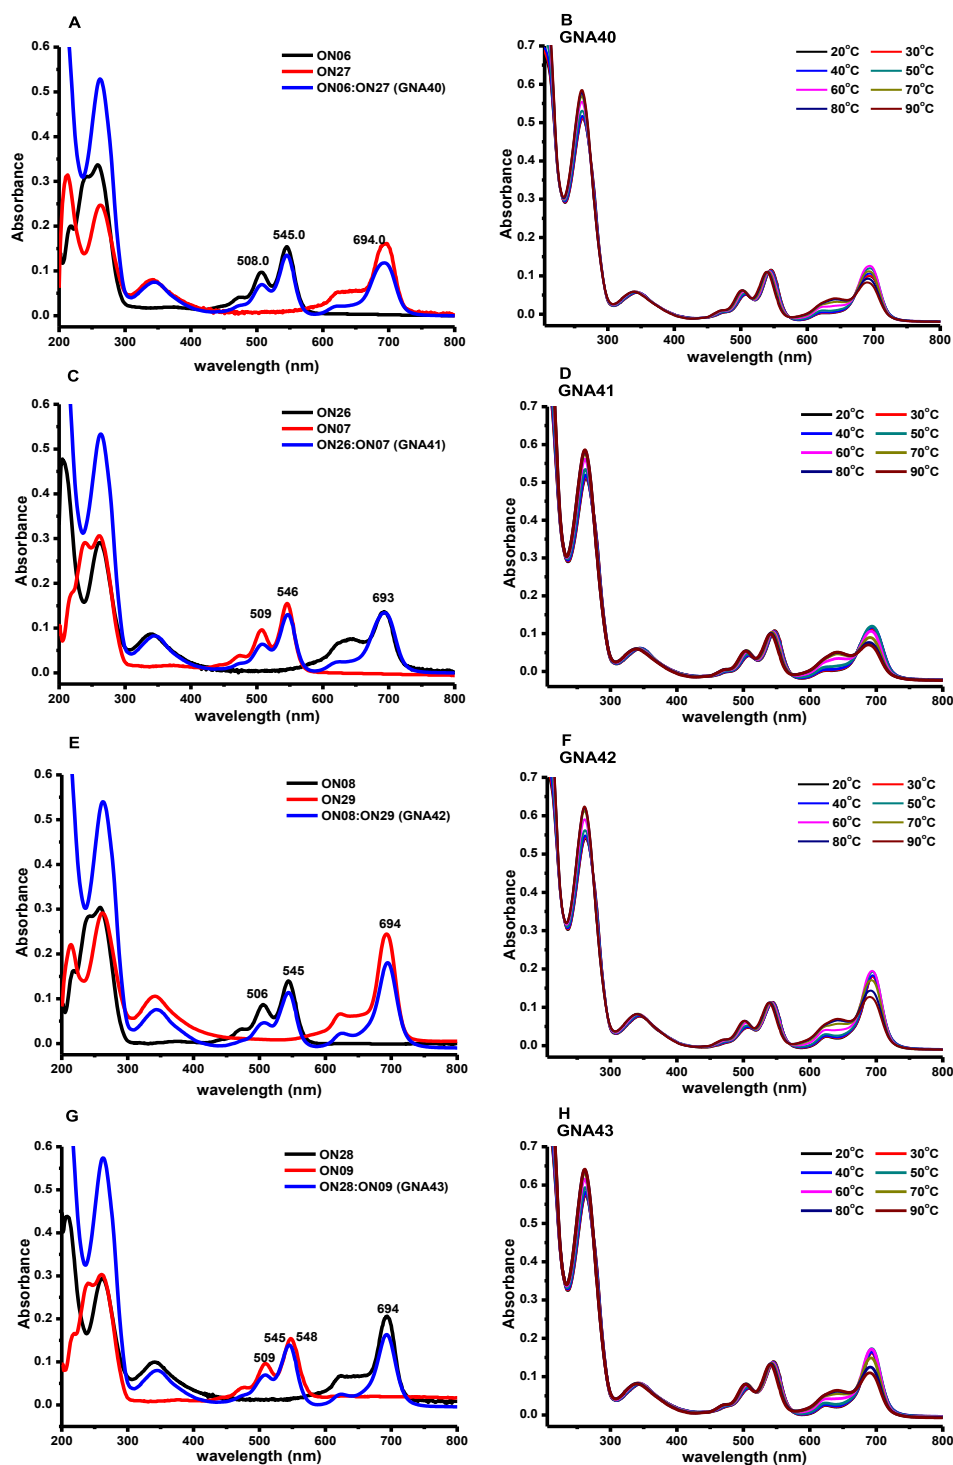 A
0.6
0.5
0.4
0.3
0.2
0.1
0.0
Absorbance
ON06
ON27
ON06:ON27 (GNA40)
508.0
545.0
694.0
200 300 400 500 600 700 800
wavelength (nm)
B
GNA40
0.7
0.6
0.5
0.4
0.3
0.2
0.1
0.0
Absorbance
20°C 30°C
40°C 50°C
60°C 70°C
80°C 90°C
300 400 500 600 700 800
wavelength (nm)
C
0.6
0.5
0.4
0.3
0.2
0.1
0.0
Absorbance
ON26
ON07
ON26:ON07 (GNA41)
509
546
693
200 300 400 500 600 700 800
wavelength (nm)
D
GNA41
0.7
0.6
0.5
0.4
0.3
0.2
0.1
0.0
Absorbance
20°C 30°C
40°C 50°C
60°C 70°C
80°C 90°C
300 400 500 600 700 800
wavelength (nm)
E
0.6
0.5
0.4
0.3
0.2
0.1
0.0
Absorbance
ON08
ON29
ON08:ON29 (GNA42)
506
545
694
200 300 400 500 600 700 800
wavelength (nm)
F
GNA42
0.7
0.6
0.5
0.4
0.3
0.2
0.1
0.0
Absorbance
20°C 30°C
40°C 50°C
60°C 70°C
80°C 90°C
300 400 500 600 700 800
wavelength (nm)
G
0.6
0.5
0.4
0.3
0.2
0.1
0.0
Absorbance
ON28
ON09
ON28:ON09 (GNA43)
509
545
548
694
200 300 400 500 600 700 800
wavelength (nm)
H
GNA43
0.7
0.6
0.5
0.4
0.3
0.2
0.1
0.0
Absorbance
20°C 30°C
40°C 50°C
60°C 70°C
80°C 90°C
300 400 500 600 700 800
wavelength (nm)